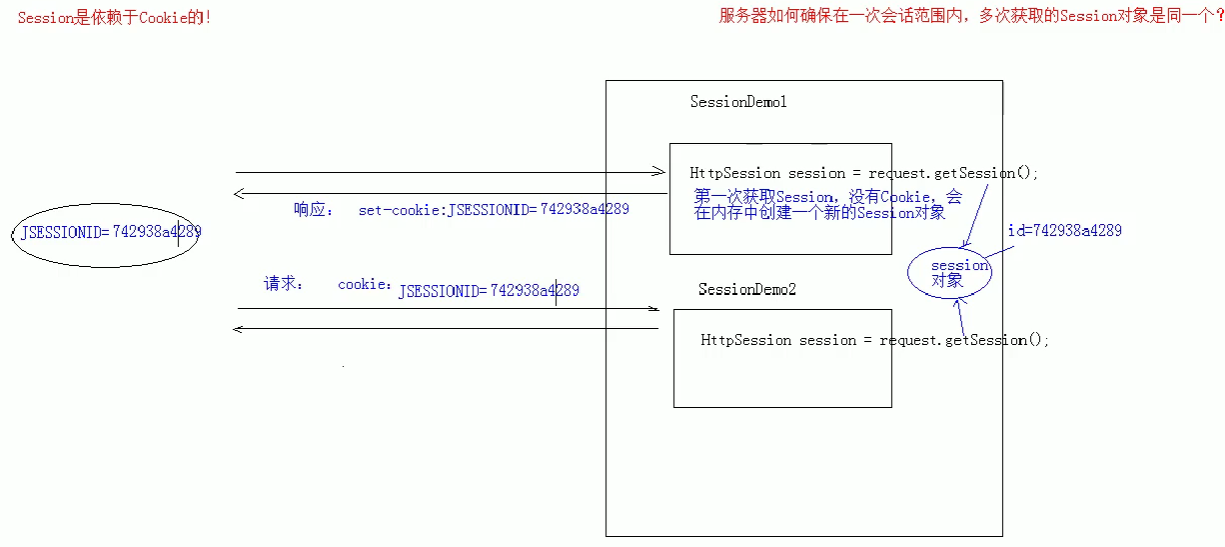 Session是依赖于Cookie的!
服务器如何确保在一次会话范围内，多次获取的Session对象是同一个？
SessionDemo1
HttpSession session = request.getSession();
第一次获取Session，没有Cookie，会
在内存中创建一个新的Session对象
响应： set-cookie:JSESSIONID=742938a4289
JSESSIONID=742938a4289
id=742938a4289
session
对象
请求： cookie：JSESSIONID=742938a4289
SessionDemo2
HttpSession session = request.getSession();